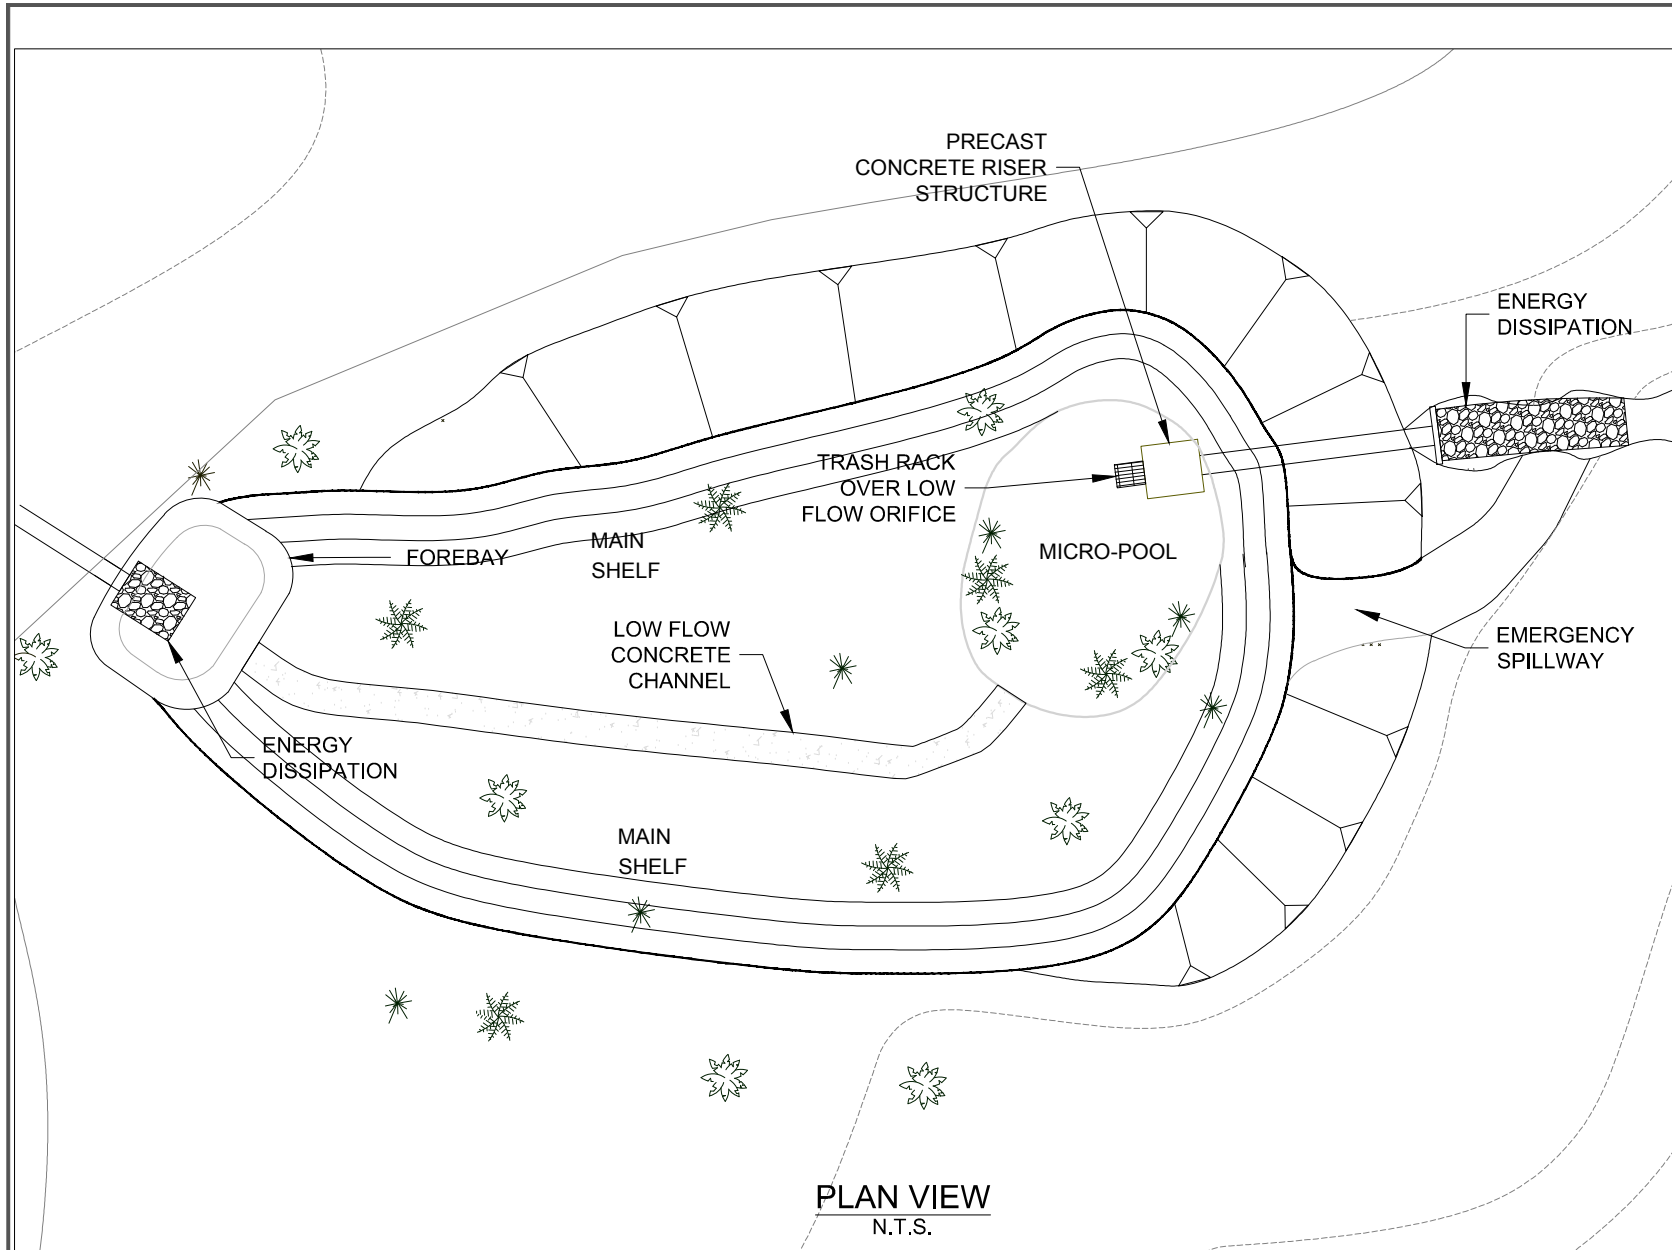 PRECAST
CONCRETE RISER
STRUCTURE
ENERGY
DISSIPATION
TRASH RACK
OVER LOW
FLOW ORIFICE
MAIN
SHELF
FOREBAY
MICRO-POOL
LOW FLOW
CONCRETE
CHANNEL
EMERGENCY
SPILLWAY
ENERGY
DISSIPATION
MAIN
SHELF
PLAN VIEW
N.T.S.